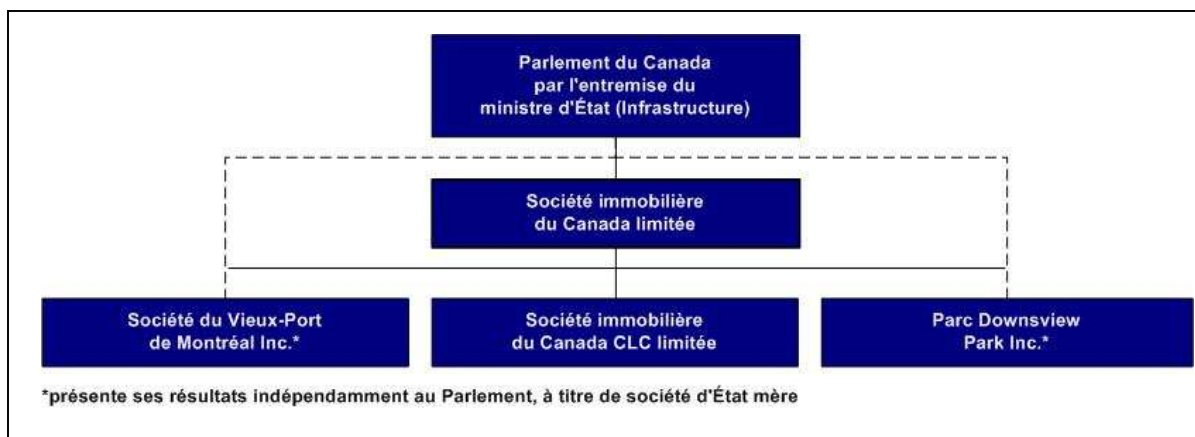 Parlement du Canada
par l'entremise du
ministre d'État (Infrastructure)
Société immobilière
du Canada limitée
Société du Vieux-Port
de Montréal Inc.*
Société immobilière
du Canada CLC limitée
Parc Downsview
Park Inc.*
*présente ses résultats indépendamment au Parlement, à titre de société d'État mère